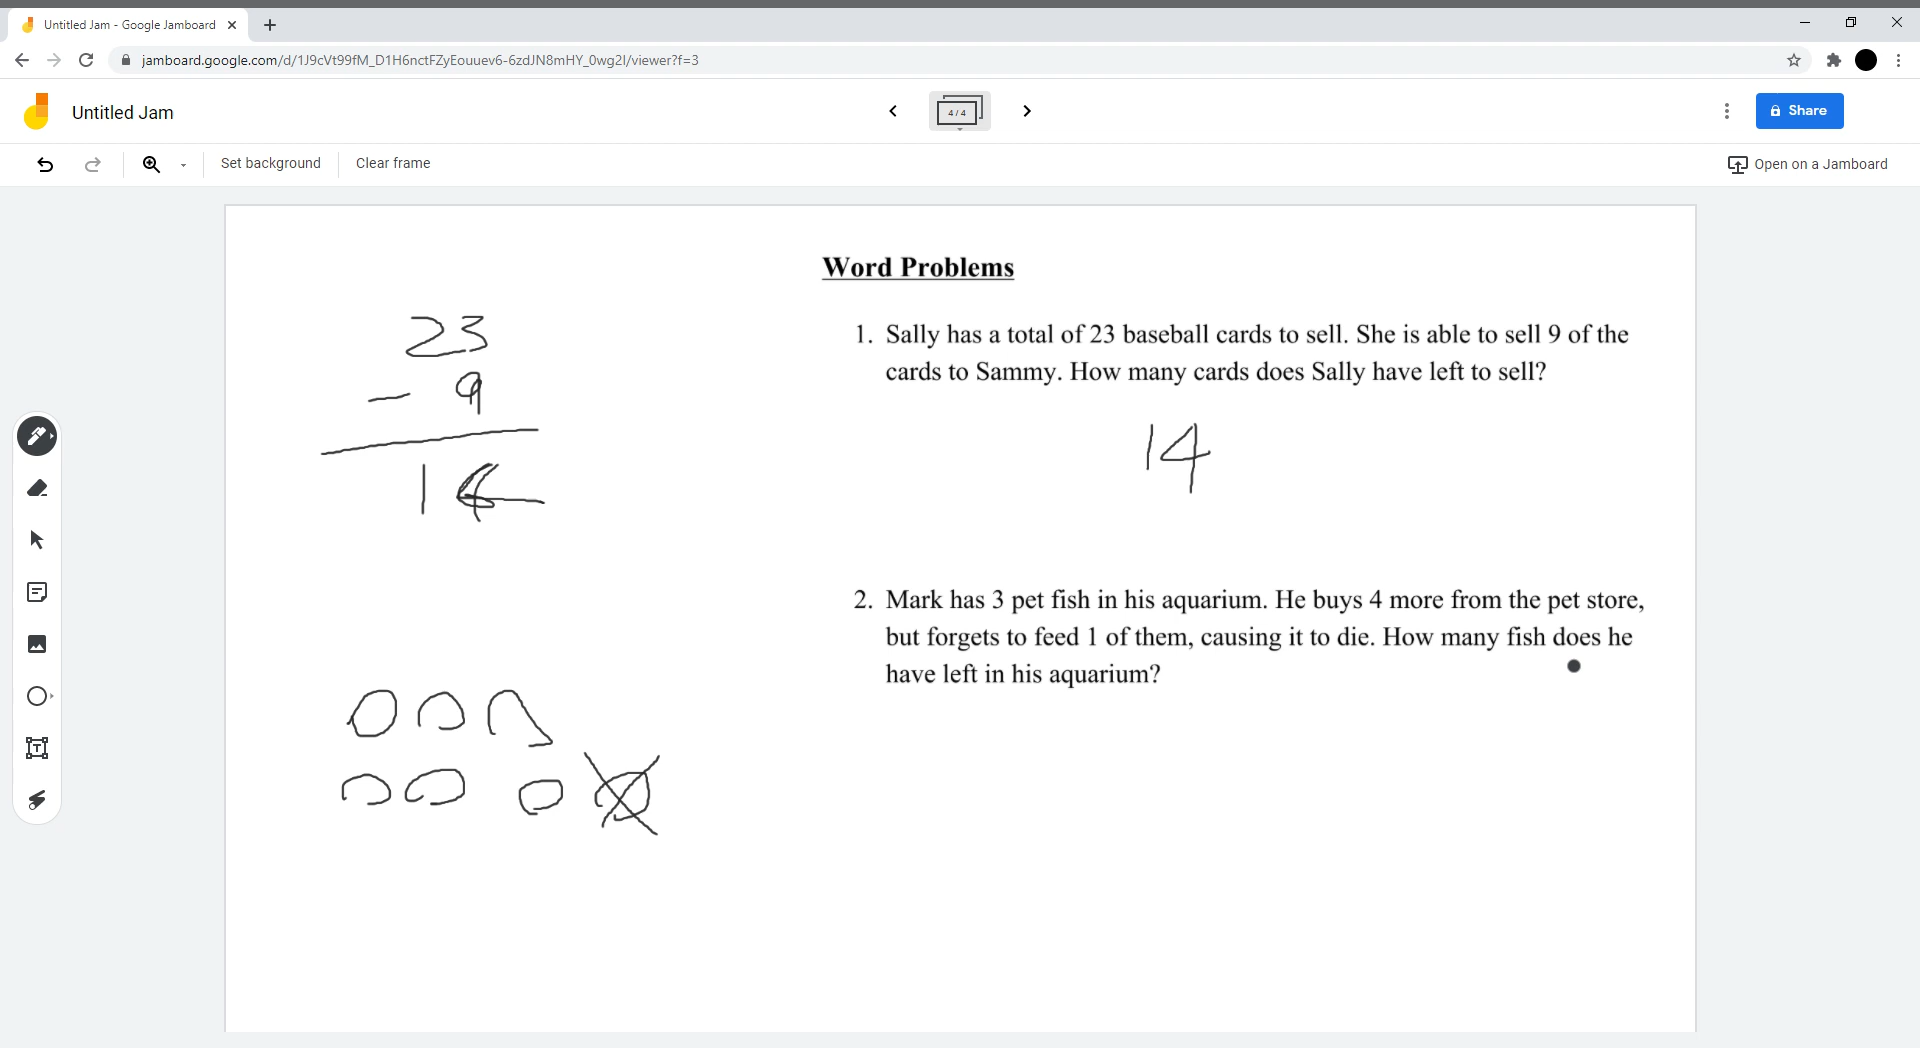 Untitled Jam - Google Jamboard
jamboard.google.com/d/1J9cVt99fM_D1H6nctFZyEouuev6-6zdJN8mHY_0wg2I/viewer?f=3
Untitled Jam
4 / 4
Share
Set background
Clear frame
Open on a Jamboard
23
- 9
14
Word Problems
1. Sally has a total of 23 baseball cards to sell. She is able to sell 9 of the
cards to Sammy. How many cards does Sally have left to sell?
14
2. Mark has 3 pet fish in his aquarium. He buys 4 more from the pet store,
but forgets to feed 1 of them, causing it to die. How many fish does he
have left in his aquarium?